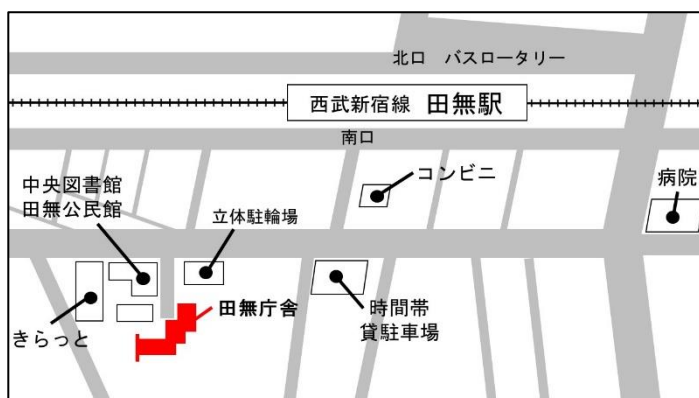 北口 バスロータリー
西武新宿線 田無駅
南口
コンビニ
病院
中央図書館
田無公民館
立体駐輪場
田無庁舎
時間帯
貸駐車場
きらっと